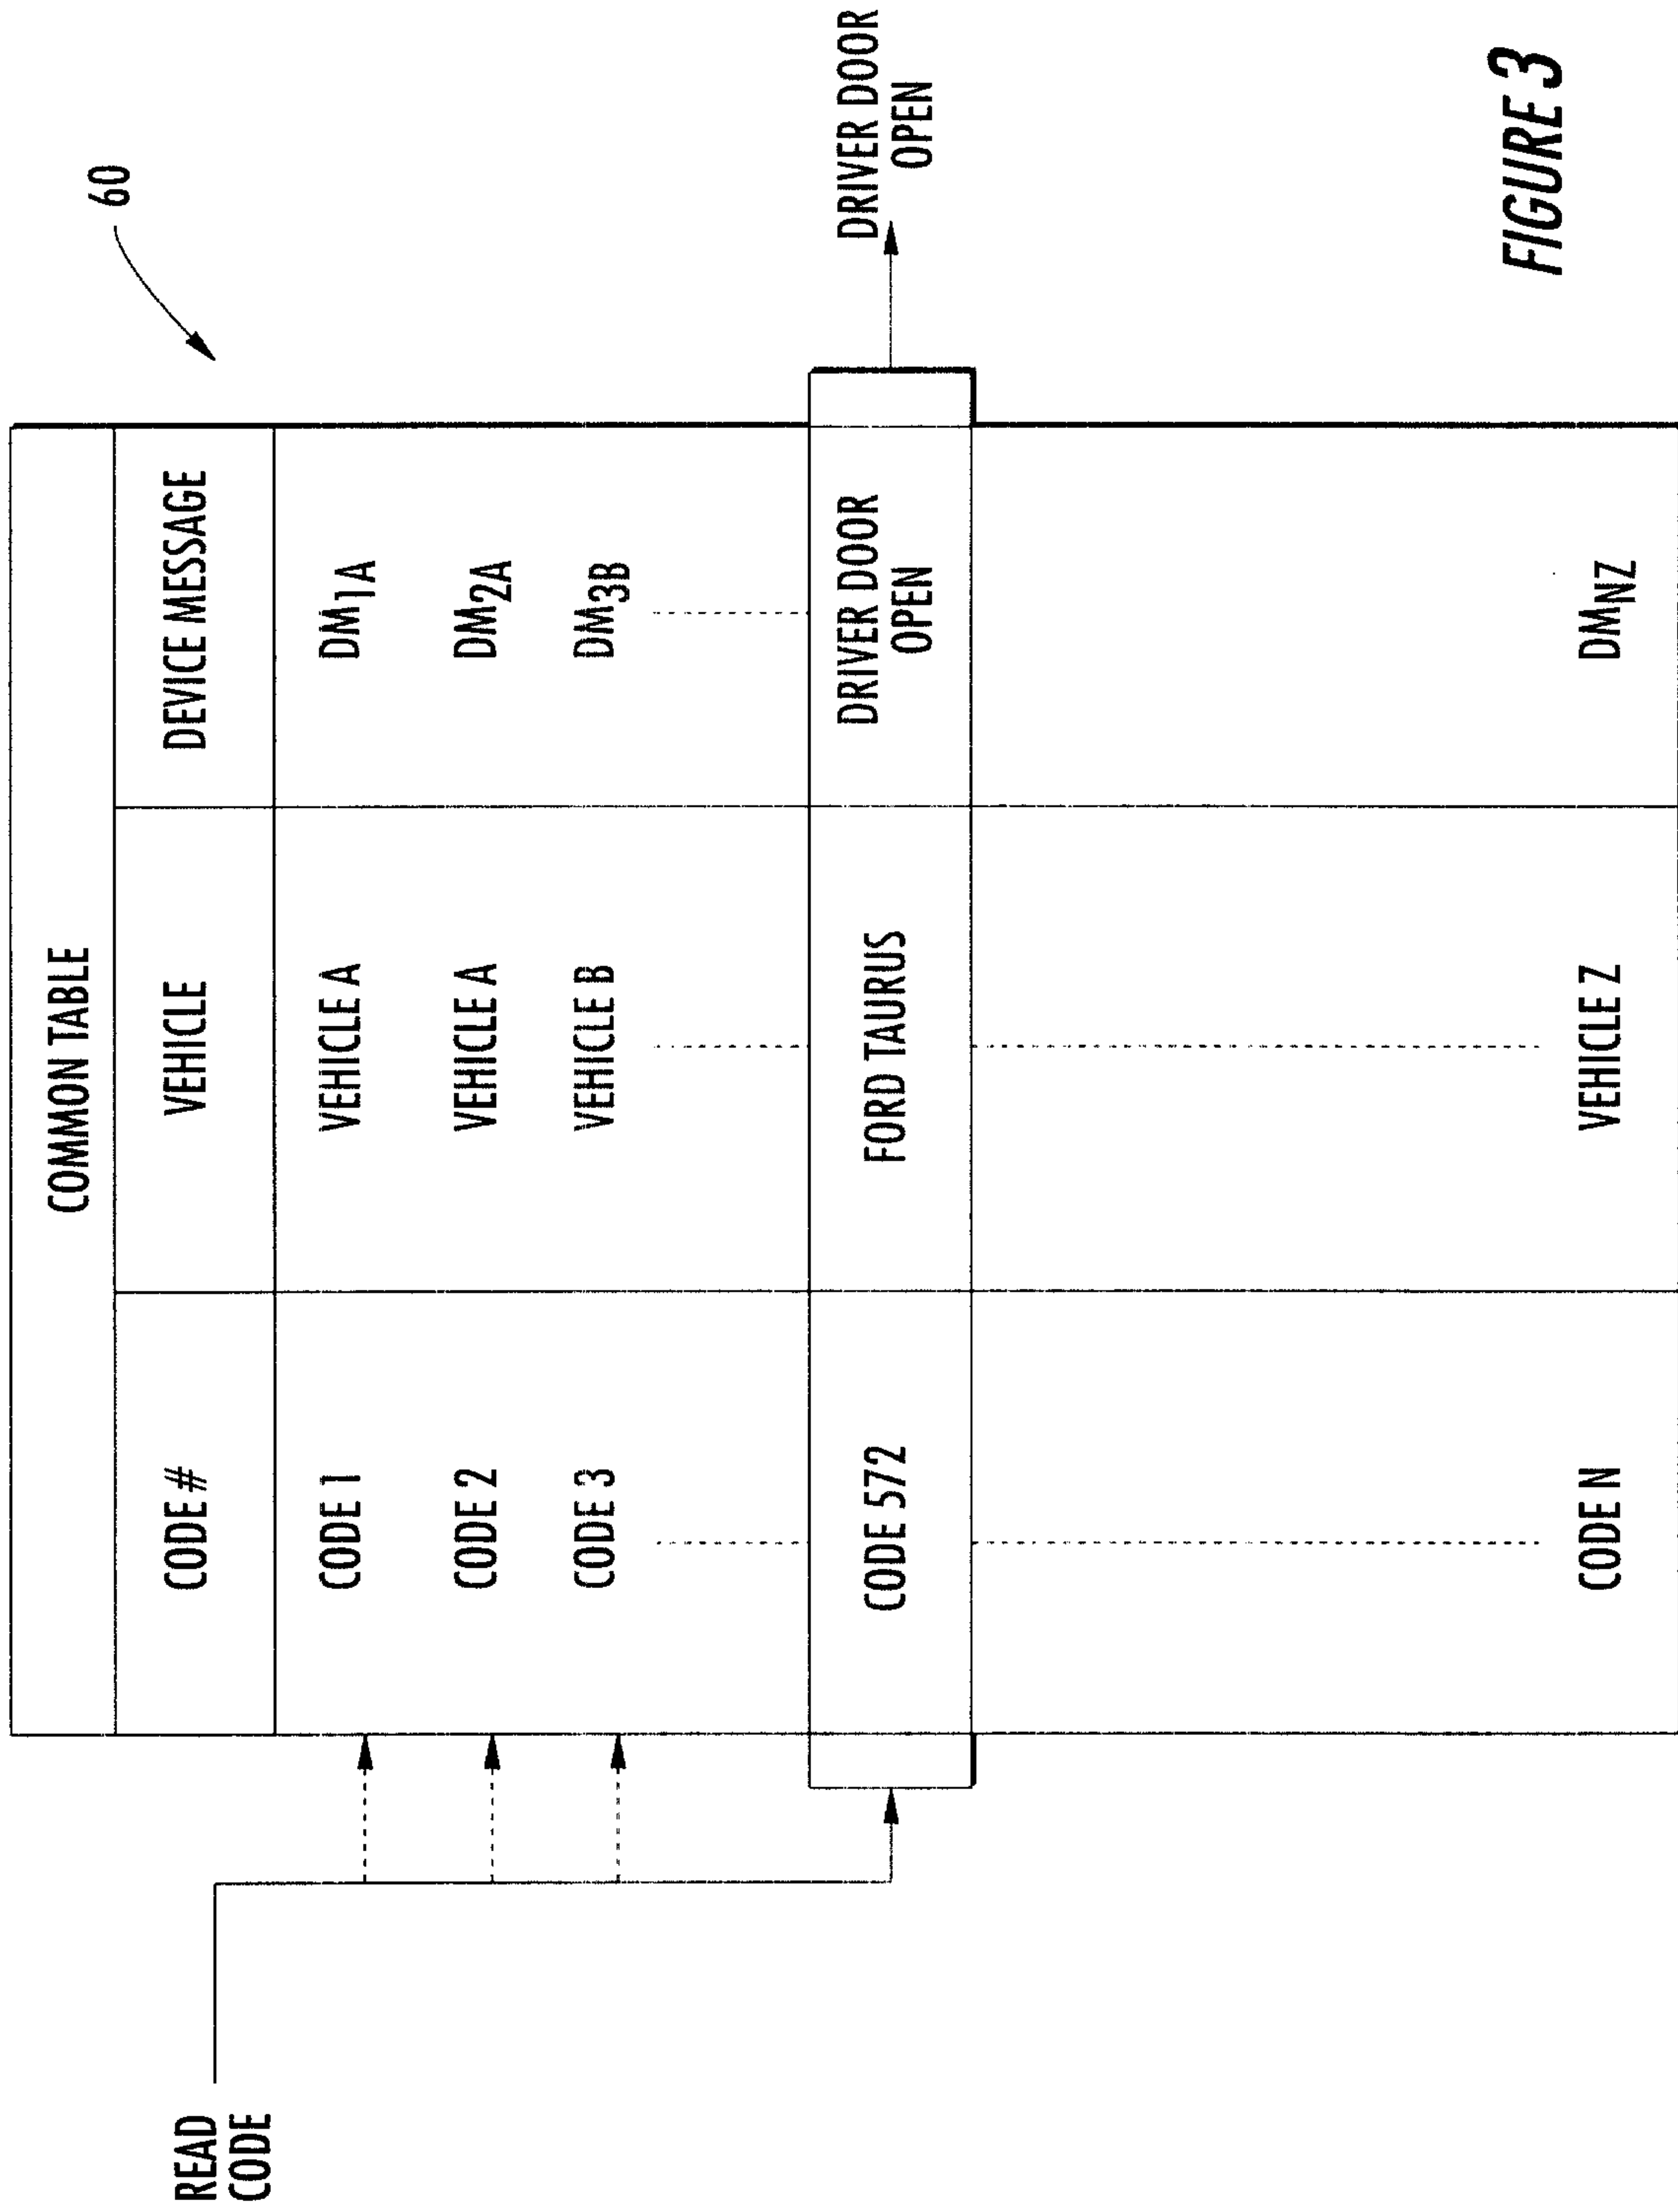 60
COMMON TABLE
CODE # VEHICLE DEVICE MESSAGE
READ
CODE
CODE 1 VEHICLE A DM1A
CODE 2 VEHICLE A DM2A
CODE 3 VEHICLE B DM3B
CODE 572 FORD TAURUS DRIVER DOOR
OPEN
DRIVER DOOR
OPEN
CODE N VEHICLE Z DMNZ
FIGURE 3